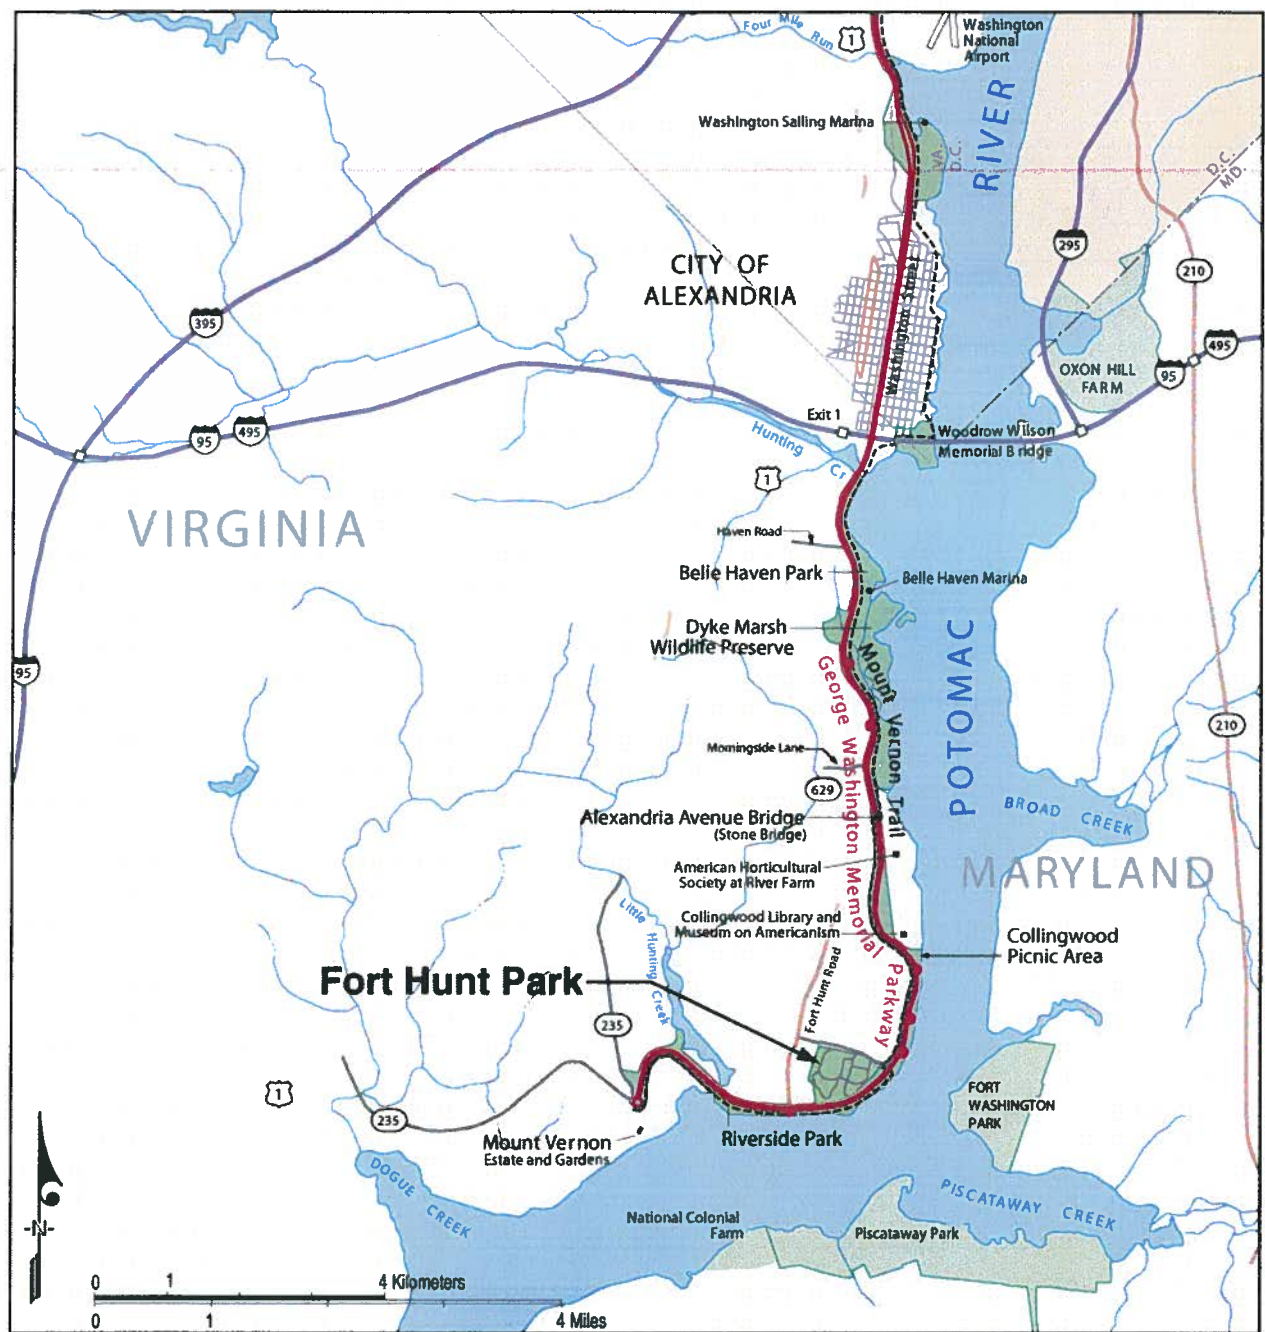 Four Mile Run
1
Washington
National
Airport
RIVER
Washington Sailing Marina
VA.
D.C.
D.C.
MD.
CITY OF
ALEXANDRIA
Washington Street
295
210
395
495
95
OXON HILL
FARM
Exit 1
95
495
Hunting Cr
Woodrow Wilson
Memorial Bridge
1
VIRGINIA
Haven Road
Belle Haven Park
Belle Haven Marina
Dyke Marsh
Wildlife Preserve
POTOMAC
95
Mount Vernon Trail
George Washington Memorial Parkway
210
Morningside Lane
629
BROAD CREEK
Alexandria Avenue Bridge
(Stone Bridge)
American Horticultural
Society at River Farm
MARYLAND
Collingwood Library and
Museum on Americanism
Little Hunting Creek
Collingwood
Picnic Area
Fort Hunt Park
Fort Hunt Road
235
1
235
FORT
WASHINGTON
PARK
Mount Vernon
Estate and Gardens
Riverside Park
DOGUE CREEK
PISCATAWAY CREEK
National Colonial
Farm
Piscataway Park
N
0 1 4 Kilometers
0 1 4 Miles